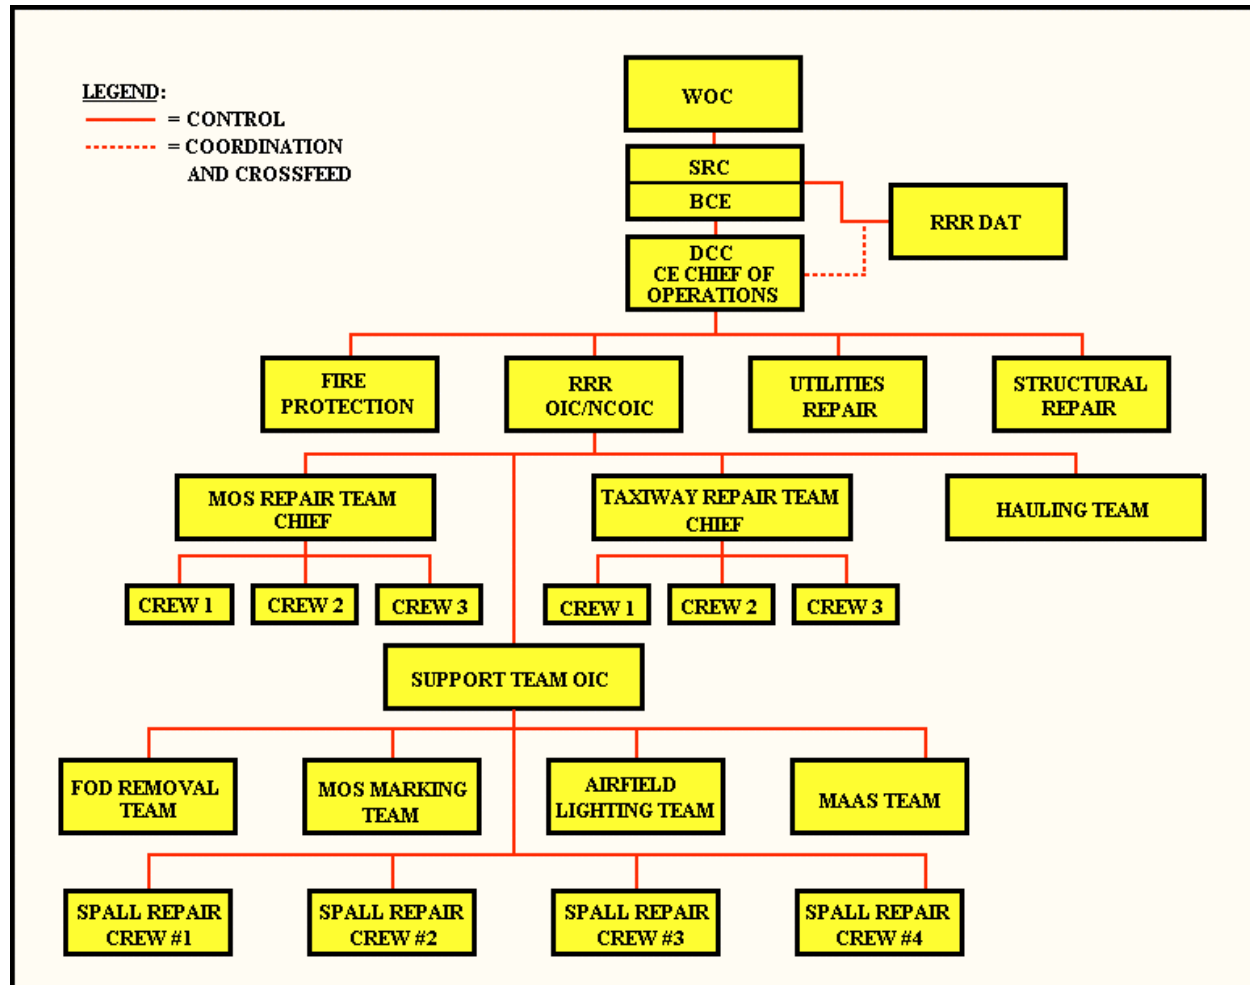 LEGEND:
= CONTROL
= COORDINATION
AND CROSSFEED
WOC
SRC
BCE
RRR DAT
DCC
CE CHIEF OF
OPERATIONS
FIRE
PROTECTION
RRR
OIC/NCOIC
UTILITIES
REPAIR
STRUCTURAL
REPAIR
MOS REPAIR TEAM
CHIEF
TAXIWAY REPAIR TEAM
CHIEF
HAULING TEAM
CREW 1
CREW 2
CREW 3
CREW 1
CREW 2
CREW 3
SUPPORT TEAM OIC
FOD REMOVAL
TEAM
MOS MARKING
TEAM
AIRFIELD
LIGHTING TEAM
MAAS TEAM
SPALL REPAIR
CREW #1
SPALL REPAIR
CREW #2
SPALL REPAIR
CREW #3
SPALL REPAIR
CREW #4